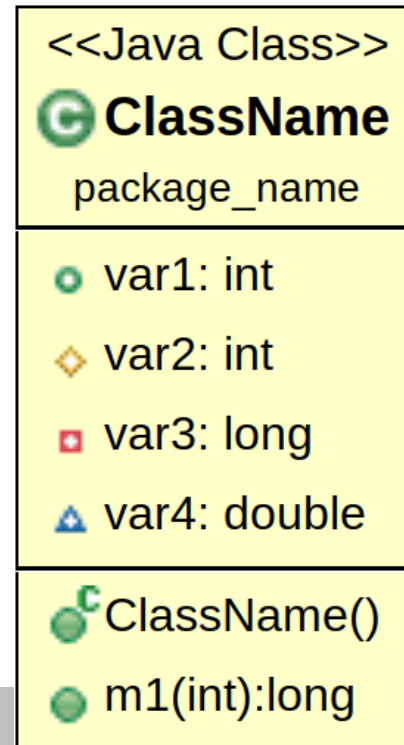 <<Java Class>>
C ClassName
package_name
var1: int
var2: int
var3: long
var4: double
C ClassName()
m1(int):long